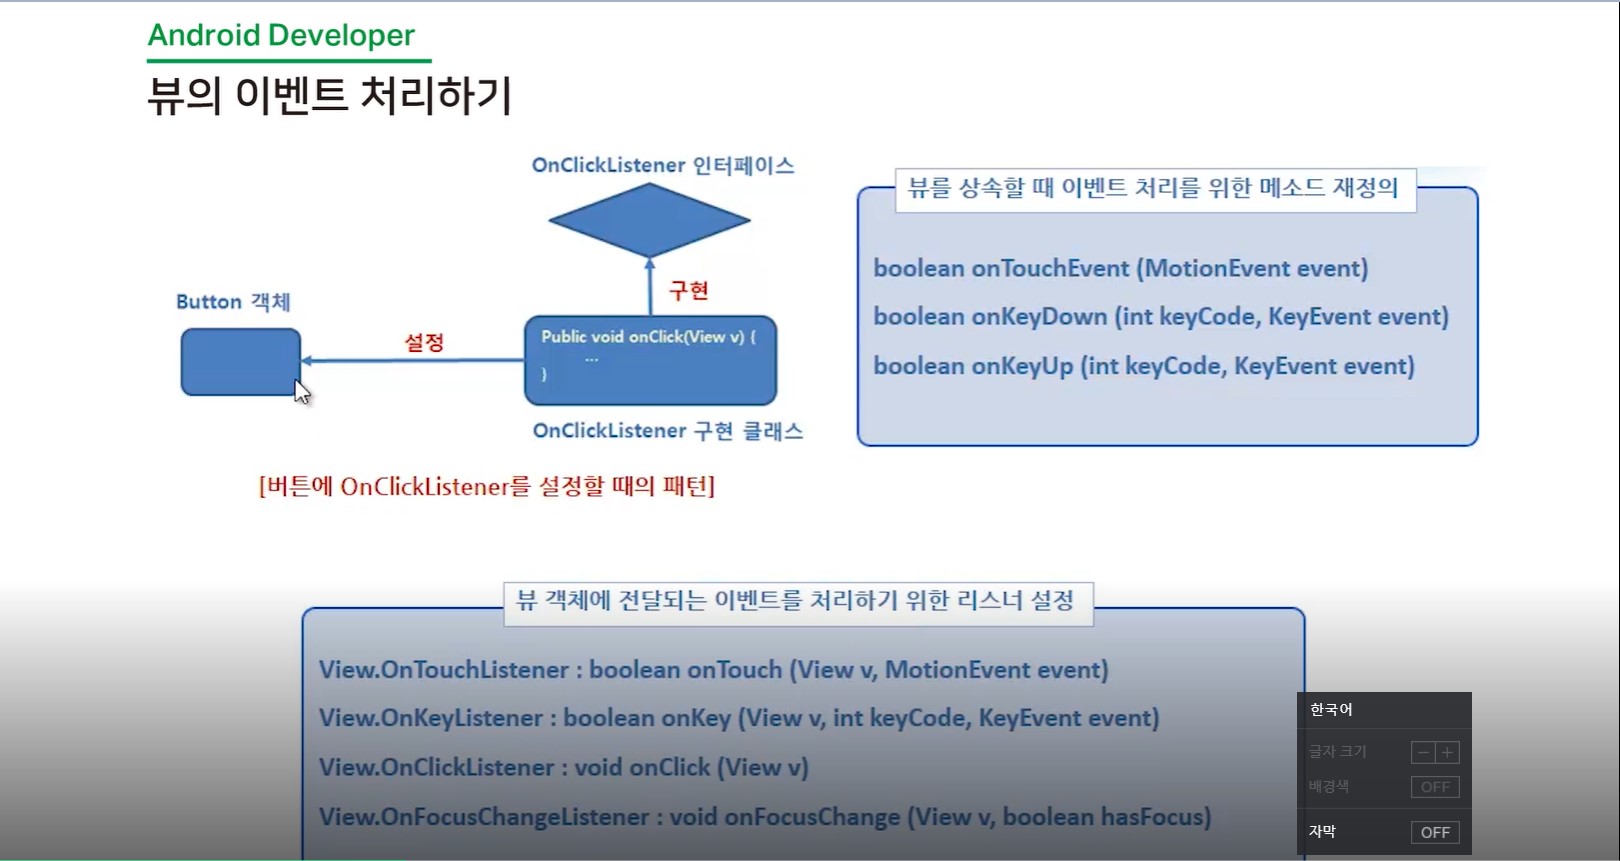 Android Developer
뷰의 이벤트 처리하기
OnClickListener 인터페이스
구현
Button 객체
설정
Public void onClick(View v) {
...
}
OnClickListener 구현 클래스
[버튼에 OnClickListener를 설정할 때의 패턴]
뷰를 상속할 때 이벤트 처리를 위한 메소드 재정의
boolean onTouchEvent (MotionEvent event)
boolean onKeyDown (int keyCode, KeyEvent event)
boolean onKeyUp (int keyCode, KeyEvent event)
뷰 객체에 전달되는 이벤트를 처리하기 위한 리스너 설정
View.OnTouchListener : boolean onTouch (View v, MotionEvent event)
View.OnKeyListener : boolean onKey (View v, int keyCode, KeyEvent event)
View.OnClickListener : void onClick (View v)
View.OnFocusChangeListener : void onFocusChange (View v, boolean hasFocus)
한국어
글자 크기 − +
배경색 OFF
자막 OFF